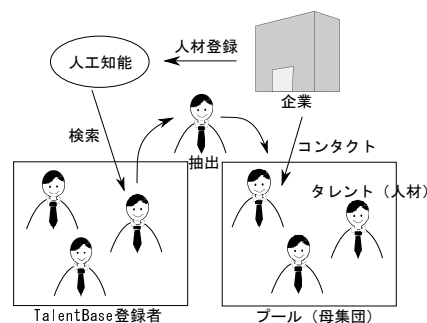 人材登録
人工知能
企業
検索
抽出
コンタクト
タレント（人材）
TalentBase登録者
プール（母集団）